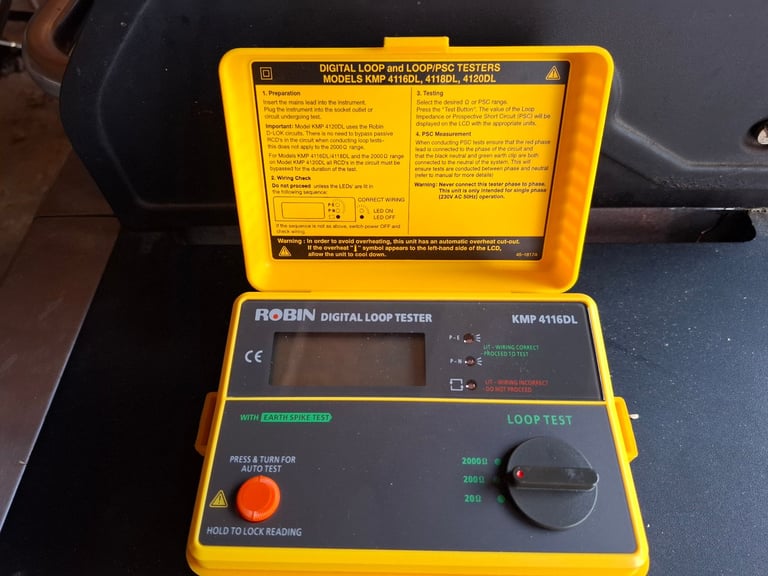 DIGITAL LOOP and LOOP/PSC TESTERS
MODELS KMP 4116DL, 4118DL, 4120DL
1. Preparation
Insert the mains lead into the instrument.
Plug the instrument into the socket outlet or
circuit undergoing test.
Important: Model KMP 4120DL uses the Robin
D-LOK circuits. There is no need to bypass passive
RCD's in the circuit when conducting loop tests-
this does not apply to the 2000Ω range.
For Models KMP 4116DL/4118DL and the 2000Ω range
on Model KMP 4120DL all RCD's in the circuit must be
bypassed for the duration of the test.
2. Wiring Check
Do not proceed unless the LEDs' are lit in
the following sequence:
CORRECT WIRING
P-E
P-N
LED ON
LED OFF
If the sequence is not as above, switch power OFF and
check wiring.
3. Testing
Select the desired Ω or PSC range.
Press the "Test Button". The value of the Loop
Impedance or Prospective Short Circuit (PSC) will be
displayed on the LCD with the appropriate units.
4. PSC Measurement
When conducting PSC tests ensure that the red phase
lead is connected to the phase of the circuit and
that the black neutral and green earth clip are both
connected to the neutral of the system. This will
ensure tests are conducted between phase and neutral
(refer to manual for more details)
Warning: Never connect this tester phase to phase.
This unit is only intended for single phase
(230V AC 50Hz) operation.
Warning : In order to avoid overheating, this unit has an automatic overheat cut-out.
If the overheat " " symbol appears to the left-hand side of the LCD,
allow the unit to cool down.
46-1817A
ROBIN DIGITAL LOOP TESTER
KMP 4116DL
CE
P-E
P-N
LIT - WIRING CORRECT
- PROCEED TO TEST
LIT - WIRING INCORRECT
- DO NOT PROCEED
WITH EARTH SPIKE TEST
LOOP TEST
PRESS & TURN FOR
AUTO TEST
HOLD TO LOCK READING
2000Ω
200Ω
20Ω